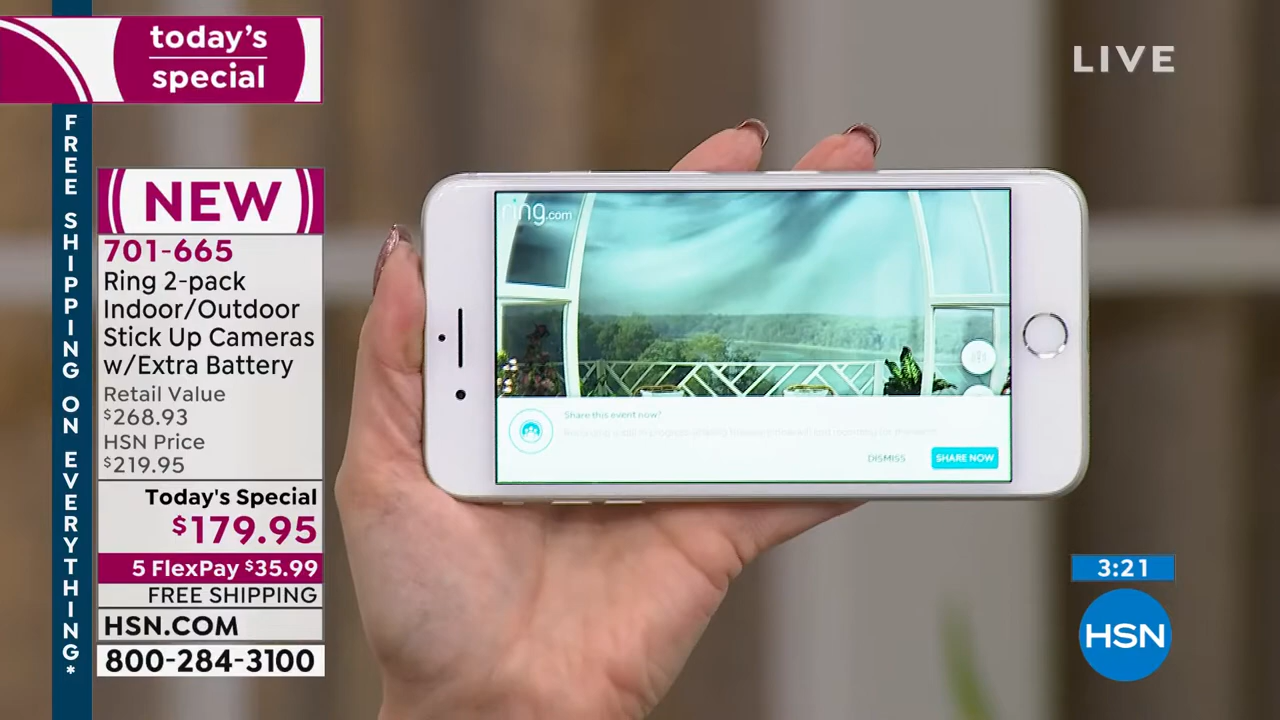 today's
special
LIVE
FREE SHIPPING ON EVERYTHING*
NEW
701-665
Ring 2-pack
Indoor/Outdoor
Stick Up Cameras
w/Extra Battery
Retail Value
$268.93
HSN Price
$219.95
Today's Special
$179.95
5 FlexPay $35.99
FREE SHIPPING
HSN.COM
800-284-3100
ring.com
Share this event now?
DISMISS
SHARE NOW
3:21
HSN